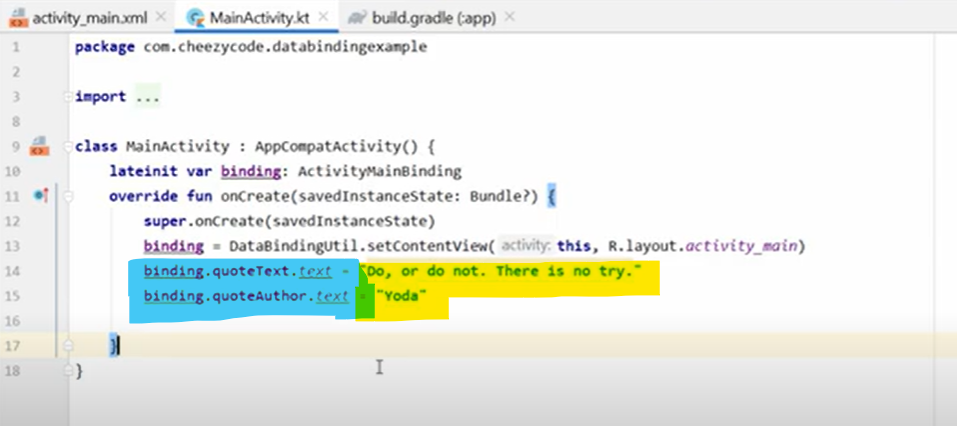 activity_main.xml MainActivity.kt build.gradle (:app)
1 package com.cheezycode.databindingexample
2
3 import ...
8
9 class MainActivity : AppCompatActivity() {
10 lateinit var binding: ActivityMainBinding
11 override fun onCreate(savedInstanceState: Bundle?) {
12 super.onCreate(savedInstanceState)
13 binding = DataBindingUtil.setContentView( activity: this, R.layout.activity_main)
14 binding.quoteText.text = "Do, or do not. There is no try."
15 binding.quoteAuthor.text = "Yoda"
16
17 }
18 }